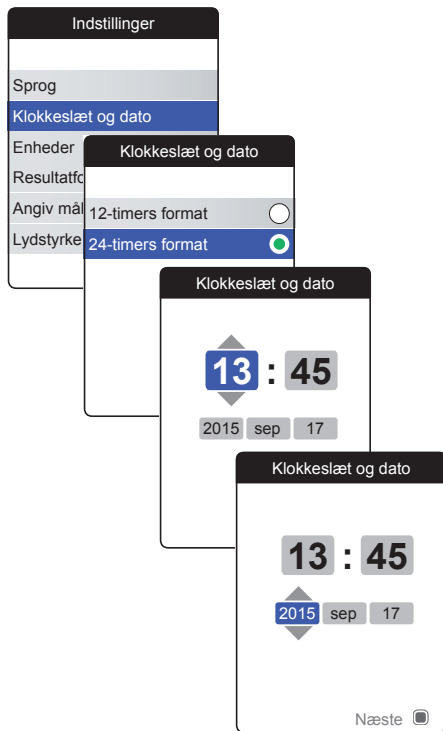 Indstillinger
Sprog
Klokkeslæt og dato
Enheder
Angiv mål
Lydstyrke
Klokkeslæt og dato
12-timers format
24-timers format
Klokkeslæt og dato
13 : 45
2015 sep 17
Klokkeslæt og dato
13 : 45
2015 sep 17
Næste